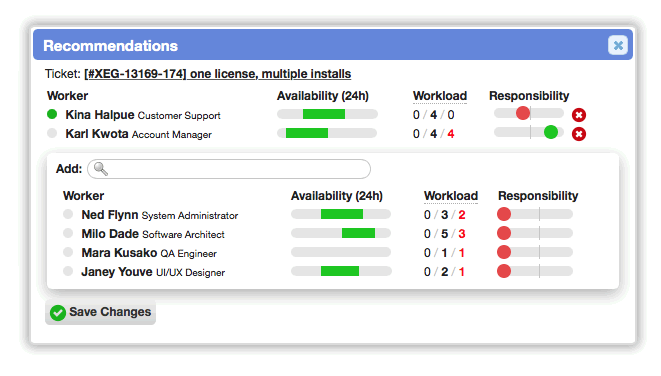 Recommendations
Ticket: [#XEG-13169-174] one license, multiple installs
Worker Availability (24h) Workload Responsibility
Kina Halpue Customer Support 0 / 4 / 0
Karl Kwota Account Manager 0 / 4 / 4
Add:
Worker Availability (24h) Workload Responsibility
Ned Flynn System Administrator 0 / 3 / 2
Milo Dade Software Architect 0 / 5 / 3
Mara Kusako QA Engineer 0 / 1 / 1
Janey Youve UI/UX Designer 0 / 2 / 1
Save Changes